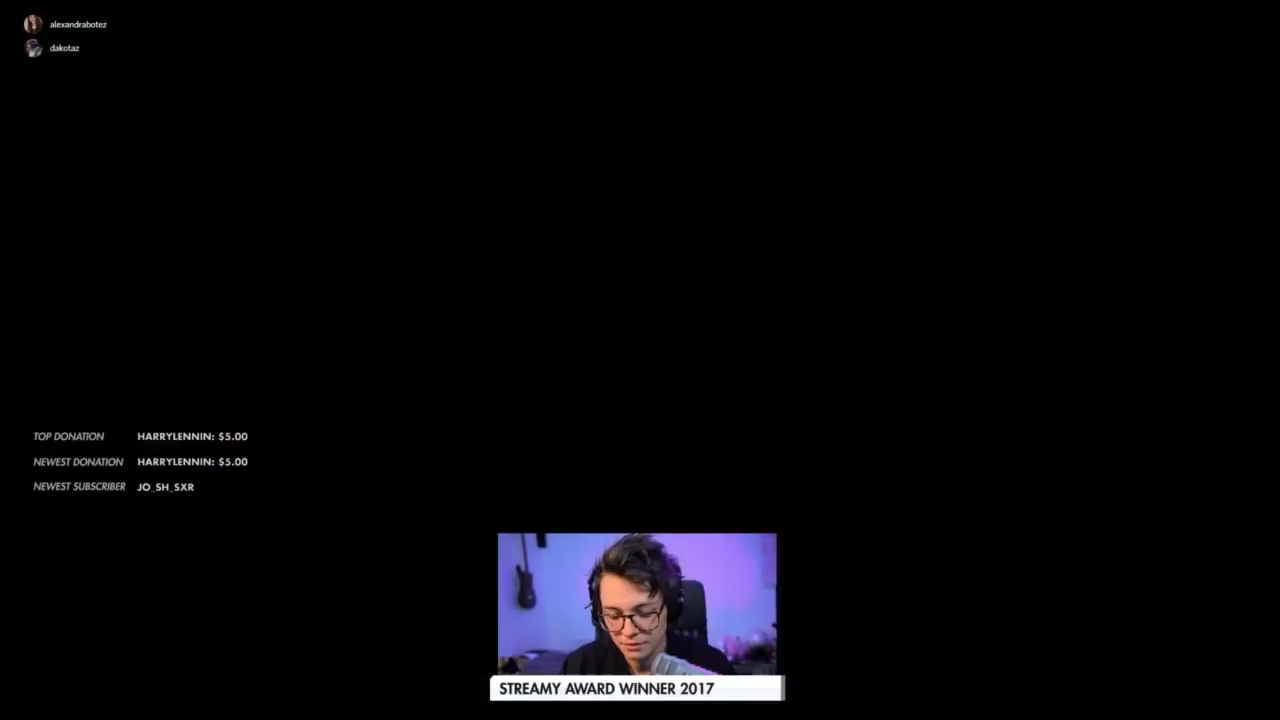 alexandrabotez
dakotaz
TOP DONATION HARRYLENNIN: $5.00
NEWEST DONATION HARRYLENNIN: $5.00
NEWEST SUBSCRIBER JO_SH_SXR
STREAMY AWARD WINNER 2017